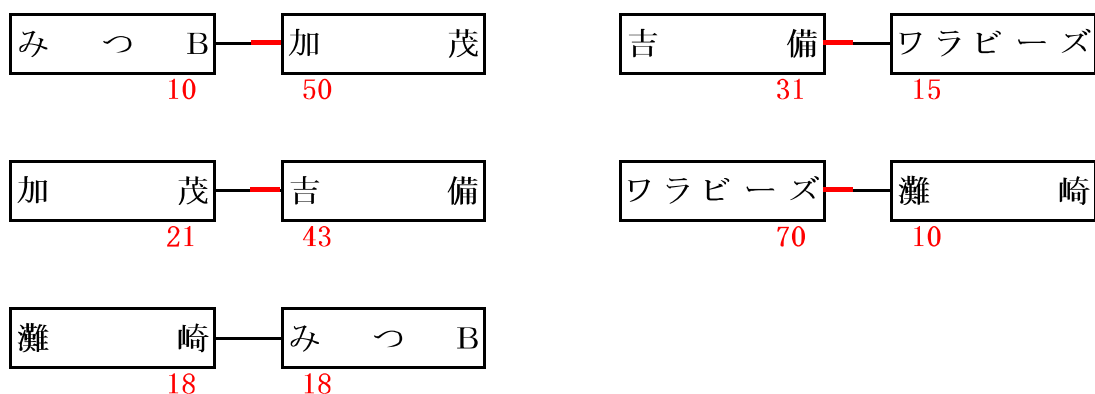 みつB 加茂 吉備 ワラビーズ
10 50 31 15
加茂 吉備 ワラビーズ 灘崎
21 43 70 10
灘崎 みつB
18 18